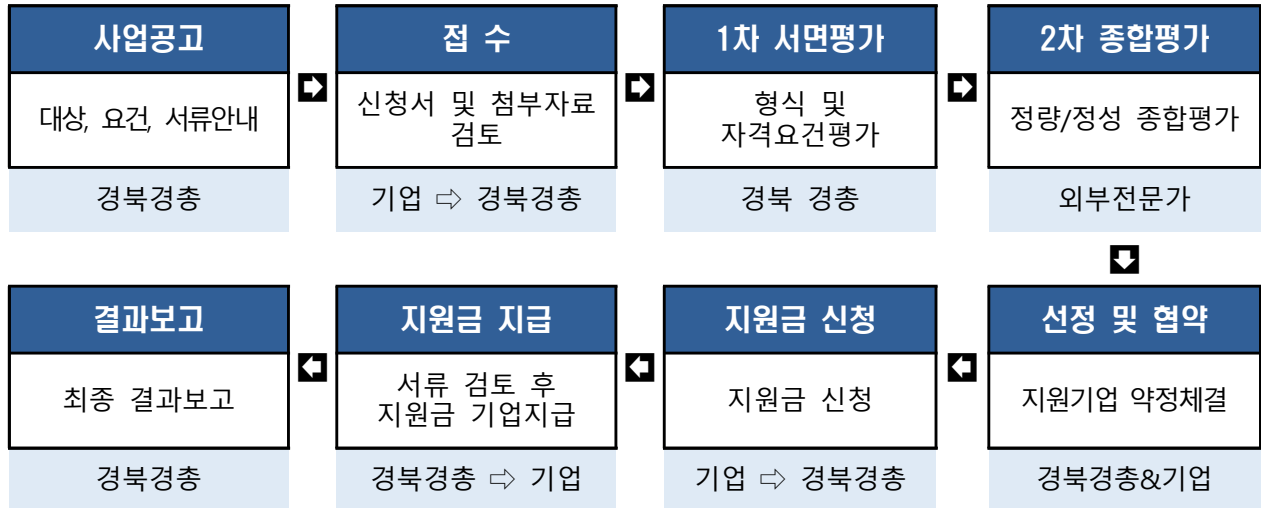 사업공고
대상, 요건, 서류안내
경북경총
접 수
신청서 및 첨부자료
검토
기업 ⇨ 경북경총
1차 서면평가
형식 및
자격요건평가
경북 경총
2차 종합평가
정량/정성 종합평가
외부전문가
선정 및 협약
지원기업 약정체결
경북경총&기업
지원금 신청
지원금 신청
기업 ⇨ 경북경총
지원금 지급
서류 검토 후
지원금 기업지급
경북경총 ⇨ 기업
결과보고
최종 결과보고
경북경총